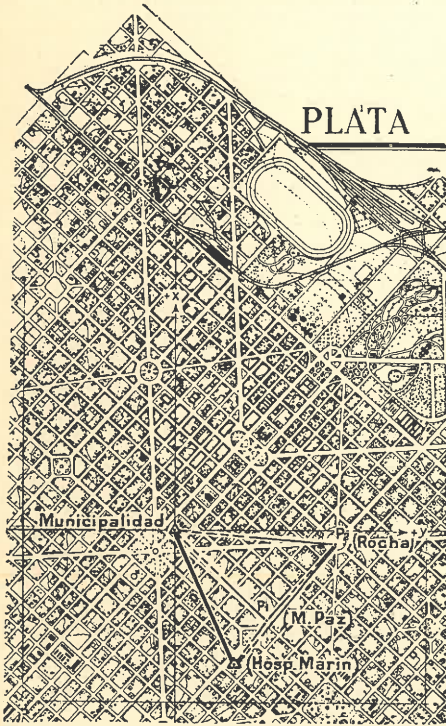 PLATA
x
Municipalidad
P2 (Rocha) y
P1
(M. Paz)
(Hosp. Marin)